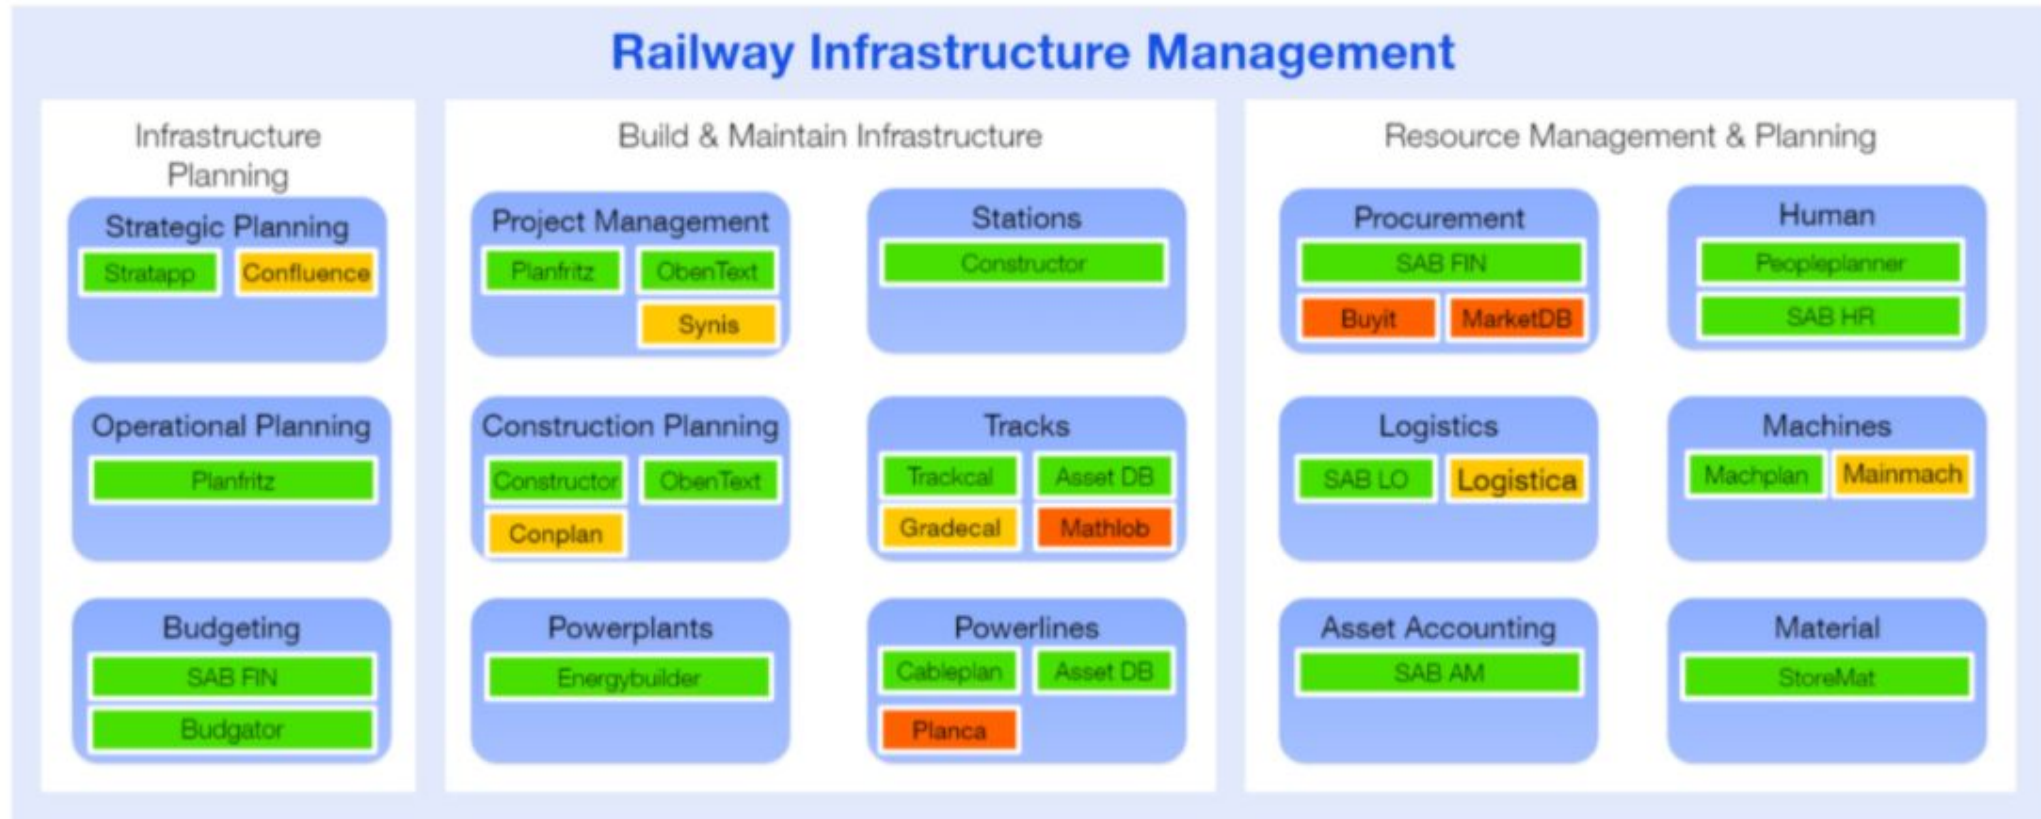 Railway Infrastructure Management
Infrastructure
Planning
Strategic Planning
Stratapp
Confluence
Operational Planning
Planfritz
Budgeting
SAB FIN
Budgator
Build & Maintain Infrastructure
Project Management
Planfritz
ObenText
Synis
Stations
Constructor
Construction Planning
Constructor
ObenText
Conplan
Tracks
Trackcal
Asset DB
Gradecal
Mathlob
Powerplants
Energybuilder
Powerlines
Cableplan
Asset DB
Planca
Resource Management & Planning
Procurement
SAB FIN
Buyit
MarketDB
Human
Peopleplanner
SAB HR
Logistics
SAB LO
Logistica
Machines
Machplan
Mainmach
Asset Accounting
SAB AM
Material
StoreMat